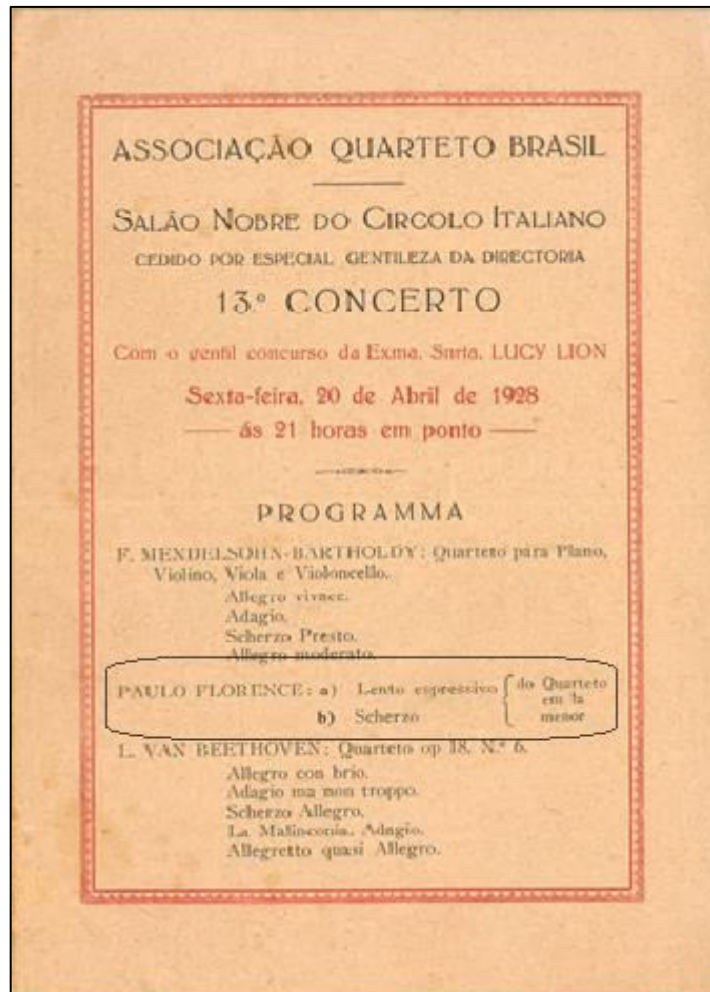 ASSOCIAÇÃO QUARTETO BRASIL
SALÃO NOBRE DO CIRCOLO ITALIANO
CEDIDO POR ESPECIAL GENTILEZA DA DIRECTORIA
13.º CONCERTO
Com o gentil concurso da Exma. Snrta. LUCY LION
Sexta-feira, 20 de Abril de 1928
ás 21 horas em ponto
PROGRAMMA
F. MENDELSOHN-BARTHOLDY: Quarteto para Piano,
Violino, Viola e Violoncello.
Allegro vivace.
Adagio.
Scherzo Presto.
Allegro moderato.
PAULO FLORENCE: a) Lento espressivo { do Quarteto
em la
b) Scherzo menor
L. VAN BEETHOVEN: Quarteto op 18. N.º 6.
Allegro con brio.
Adagio ma non troppo.
Scherzo Allegro.
La Malinconia. Adagio.
Allegretto quasi Allegro.